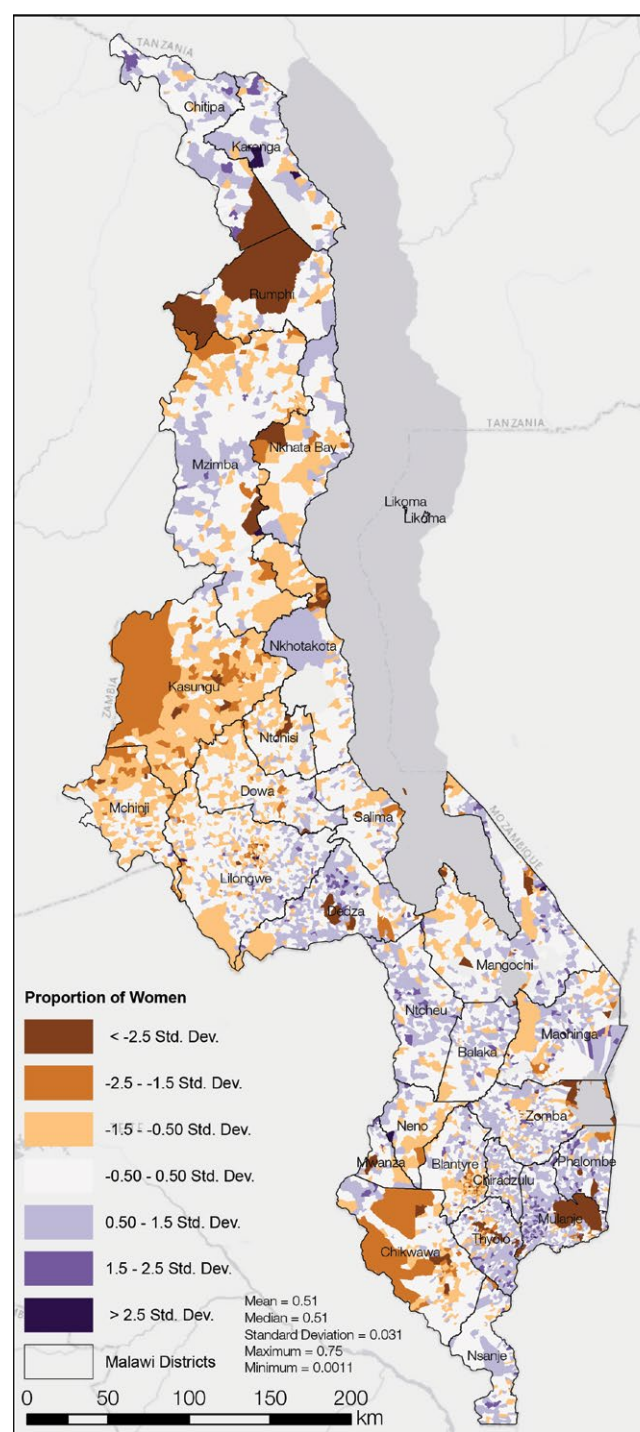 TANZANIA
Chitipa
Karonga
Rumphi
TANZANIA
Nkhata Bay
Mzimba
Likoma
Likoma
Nkhotakota
ZAMBIA
Kasungu
Ntchisi
Dowa
Mchinji
Salima
MOZAMBIQUE
Lilongwe
Dedza
Mangochi
Ntcheu
Machinga
Balaka
Zomba
Neno
Mwanza
Blantyre
Phalombe
Chiradzulu
Mulanje
Thyolo
Chikwawa
Nsanje
Proportion of Women
< -2.5 Std. Dev.
-2.5 - -1.5 Std. Dev.
-1.5 - -0.50 Std. Dev.
-0.50 - 0.50 Std. Dev.
0.50 - 1.5 Std. Dev.
1.5 - 2.5 Std. Dev.
> 2.5 Std. Dev.
Malawi Districts
Mean = 0.51
Median = 0.51
Standard Deviation = 0.031
Maximum = 0.75
Minimum = 0.0011
0 50 100 150 200
km